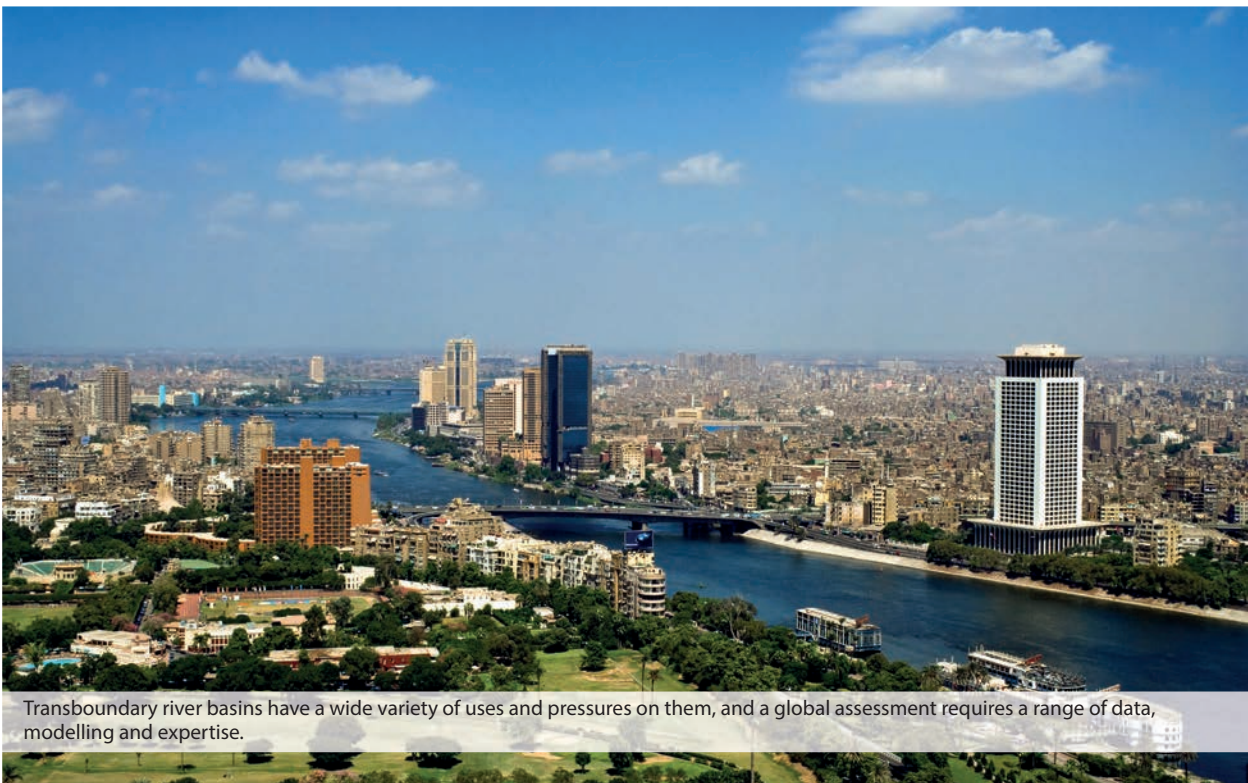 Transboundary river basins have a wide variety of uses and pressures on them, and a global assessment requires a range of data,
modelling and expertise.